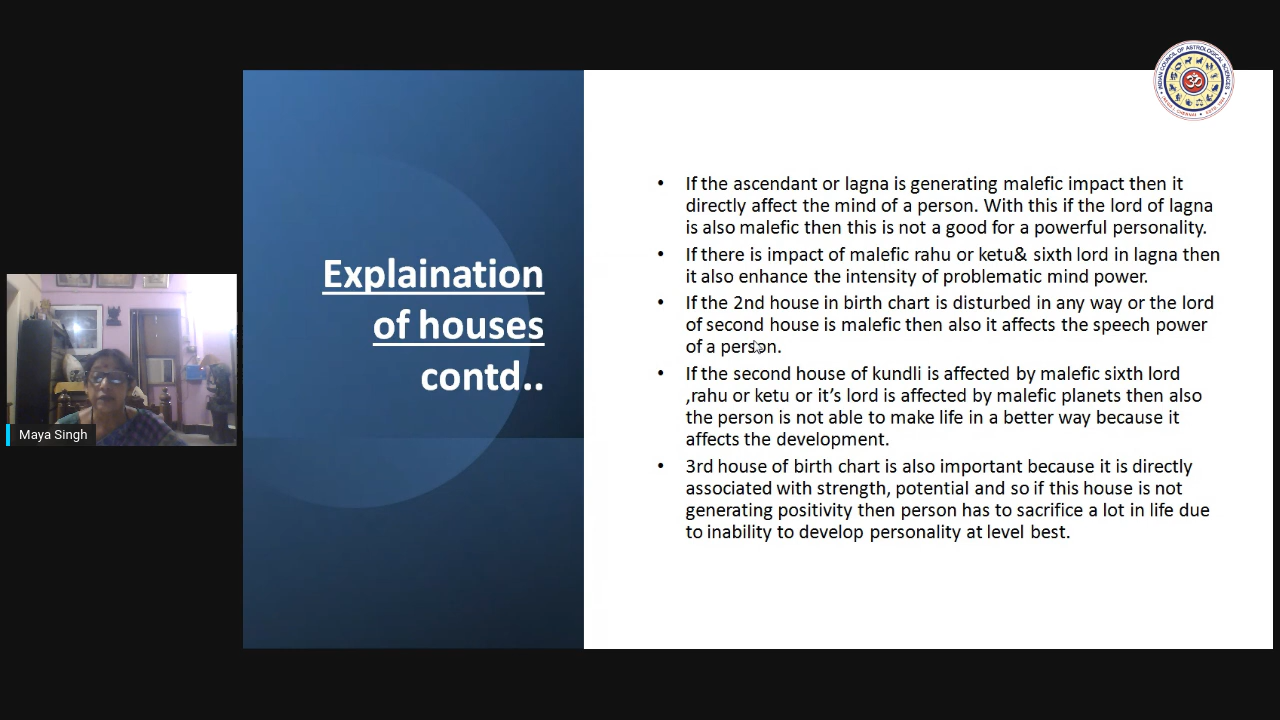 INDIAN COUNCIL OF ASTROLOGICAL SCIENCES
Explaination
of houses
contd..
• If the ascendant or lagna is generating malefic impact then it
directly affect the mind of a person. With this if the lord of lagna
is also malefic then this is not a good for a powerful personality.
• If there is impact of malefic rahu or ketu& sixth lord in lagna then
it also enhance the intensity of problematic mind power.
• If the 2nd house in birth chart is disturbed in any way or the lord
of second house is malefic then also it affects the speech power
of a person.
• If the second house of kundli is affected by malefic sixth lord
,rahu or ketu or it’s lord is affected by malefic planets then also
the person is not able to make life in a better way because it
affects the development.
• 3rd house of birth chart is also important because it is directly
associated with strength, potential and so if this house is not
generating positivity then person has to sacrifice a lot in life due
to inability to develop personality at level best.
Maya Singh